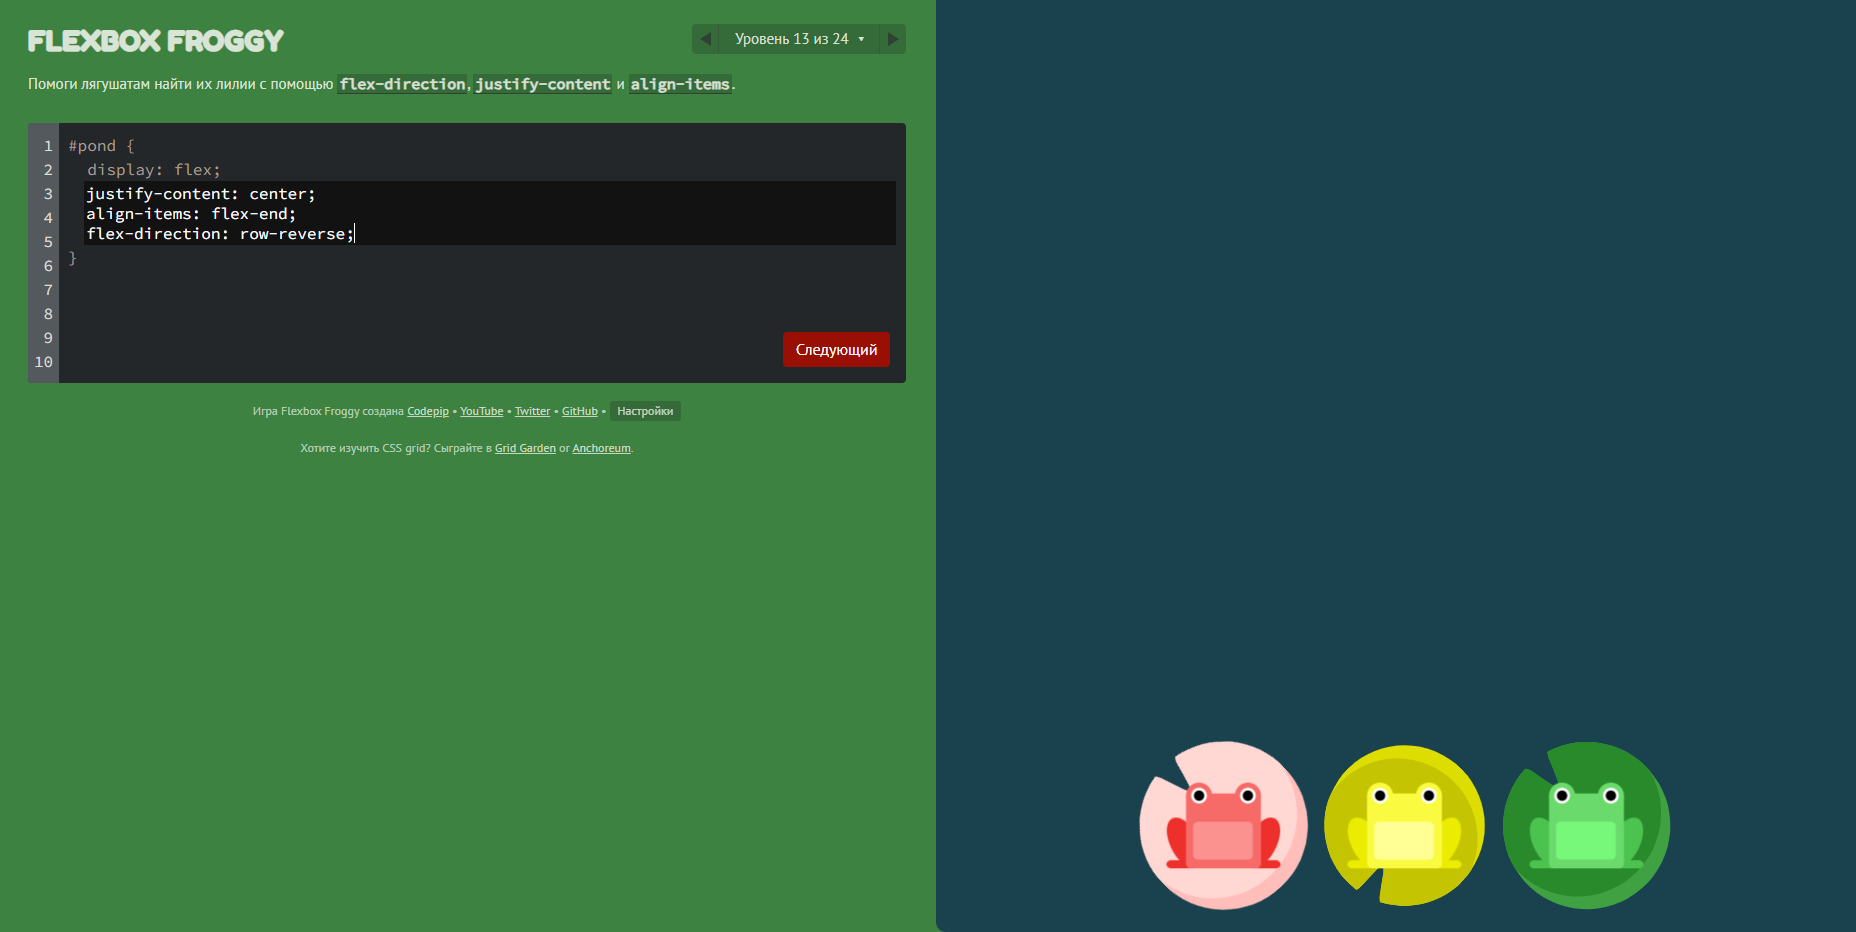 FLEXBOX FROGGY
◀ Уровень 13 из 24 ▾ ▶
Помоги лягушатам найти их лилии с помощью flex-direction, justify-content и align-items.
1 #pond {
2 display: flex;
3 justify-content: center;
4 align-items: flex-end;
5 flex-direction: row-reverse;
6 }
7
8
9
10
Следующий
Игра Flexbox Froggy создана Codepip • YouTube • Twitter • GitHub • Настройки
Хотите изучить CSS grid? Сыграйте в Grid Garden or Anchoreum.